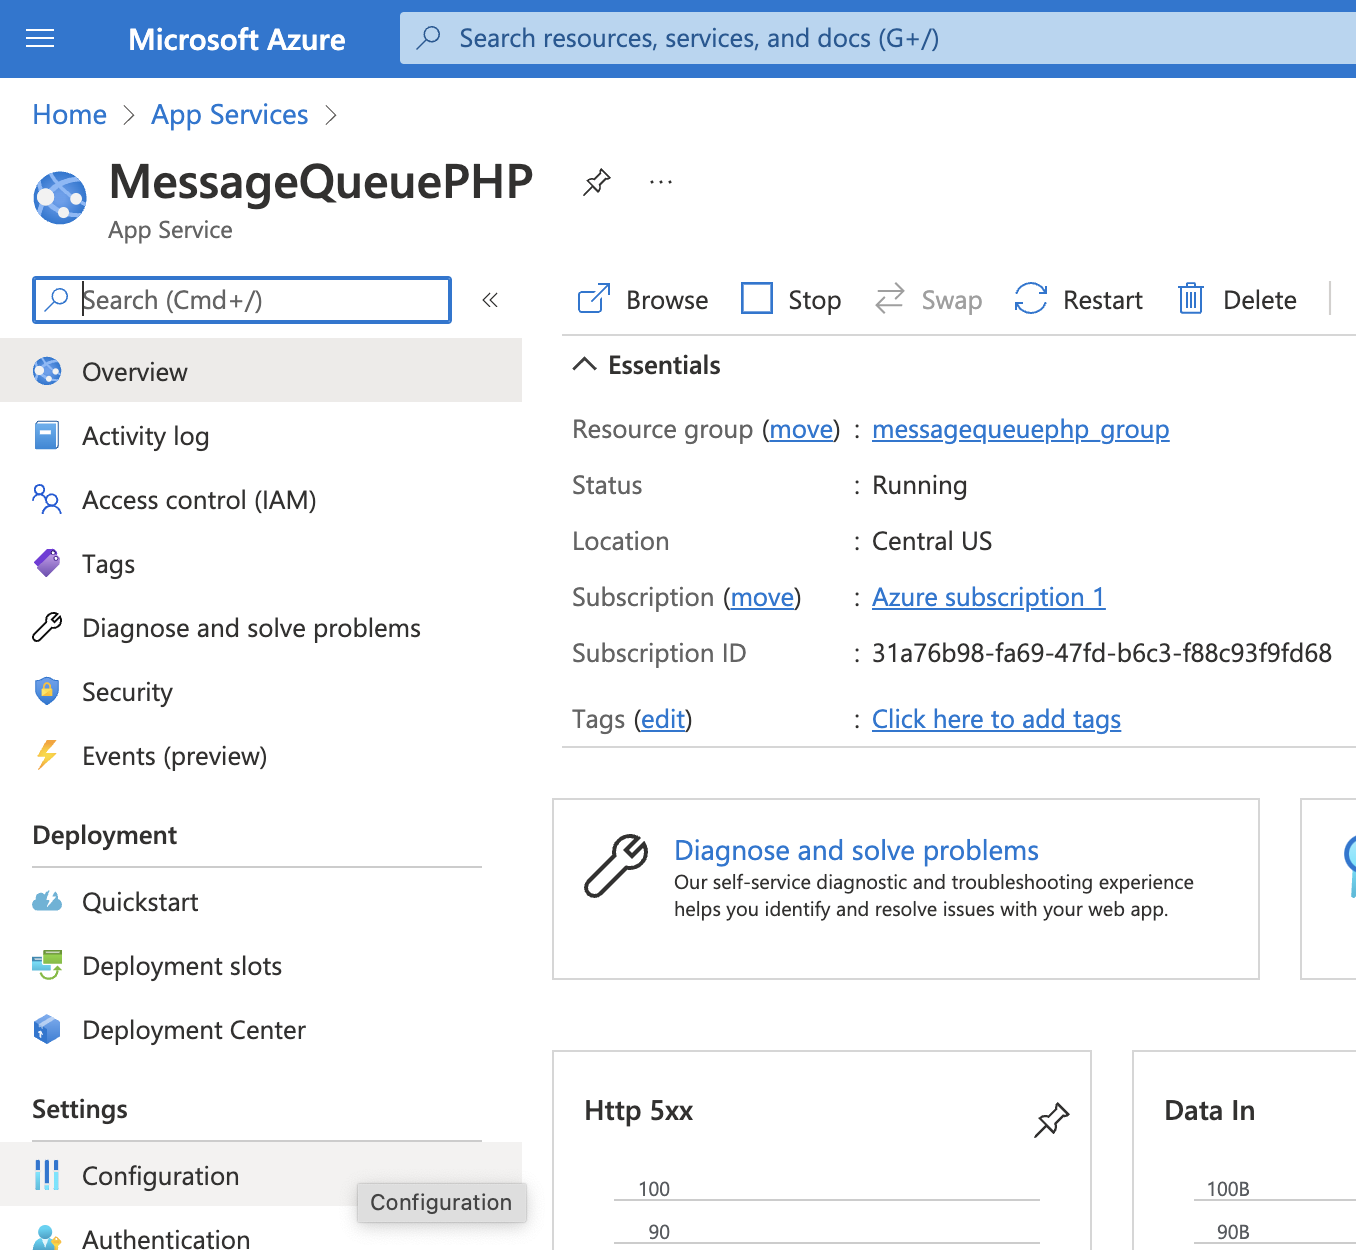 Microsoft Azure
Search resources, services, and docs (G+/)
Home > App Services >
MessageQueuePHP
...
App Service
Search (Cmd+/)
«
Overview
Activity log
Access control (IAM)
Tags
Diagnose and solve problems
Security
Events (preview)
Deployment
Quickstart
Deployment slots
Deployment Center
Settings
Configuration
Configuration
Authentication
Browse
Stop
Swap
Restart
Delete
Essentials
Resource group (move) : messagequeuephp_group
Status : Running
Location : Central US
Subscription (move) : Azure subscription 1
Subscription ID : 31a76b98-fa69-47fd-b6c3-f88c93f9fd68
Tags (edit) : Click here to add tags
Diagnose and solve problems
Our self-service diagnostic and troubleshooting experience
helps you identify and resolve issues with your web app.
Http 5xx
100
90
Data In
100B
90B